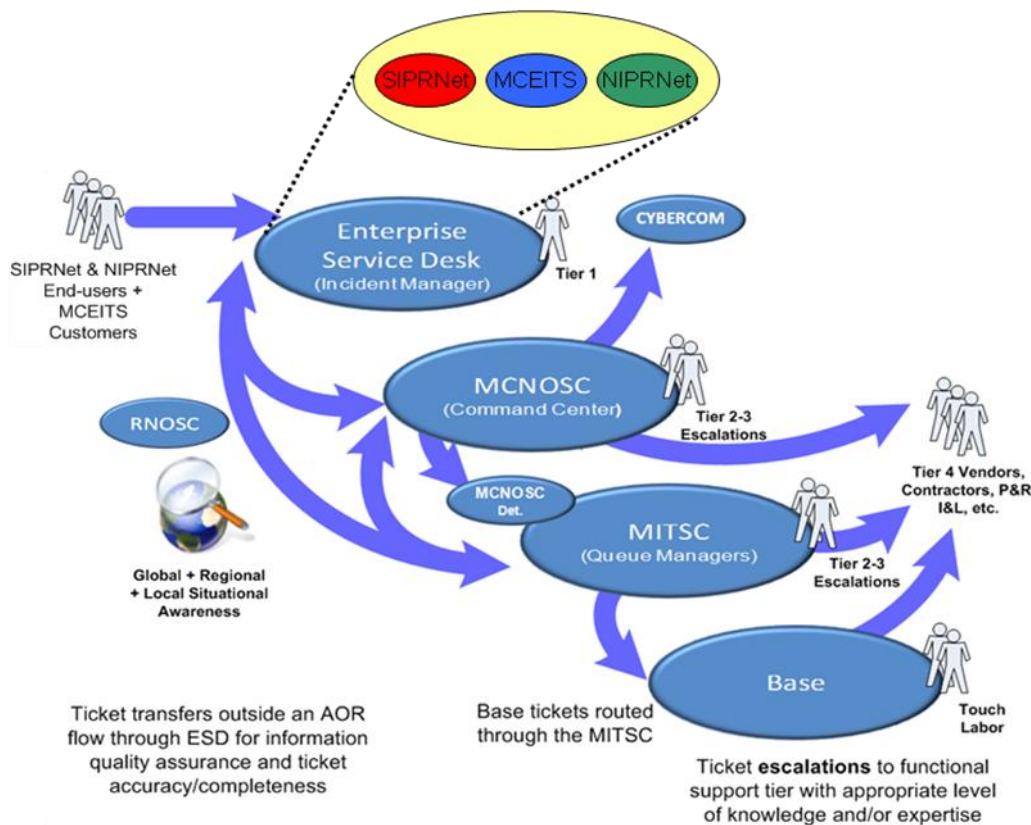 SIPRNet
MCEITS
NIPRNet
Enterprise
Service Desk
(Incident Manager)
Tier 1
CYBERCOM
SIPRNet & NIPRNet
End-users +
MCEITS
Customers
MCNOSC
(Command Center)
Tier 2-3
Escalations
RNOSC
Tier 4 Vendors,
Contractors, P&R
I&L, etc.
MCNOSC
Det.
MITSC
(Queue Managers)
Tier 2-3
Escalations
Global + Regional
+ Local Situational
Awareness
Base
Touch
Labor
Ticket transfers outside an AOR
flow through ESD for information
quality assurance and ticket
accuracy/completeness
Base tickets routed
through the MITSC
Ticket escalations to functional
support tier with appropriate level
of knowledge and/or expertise